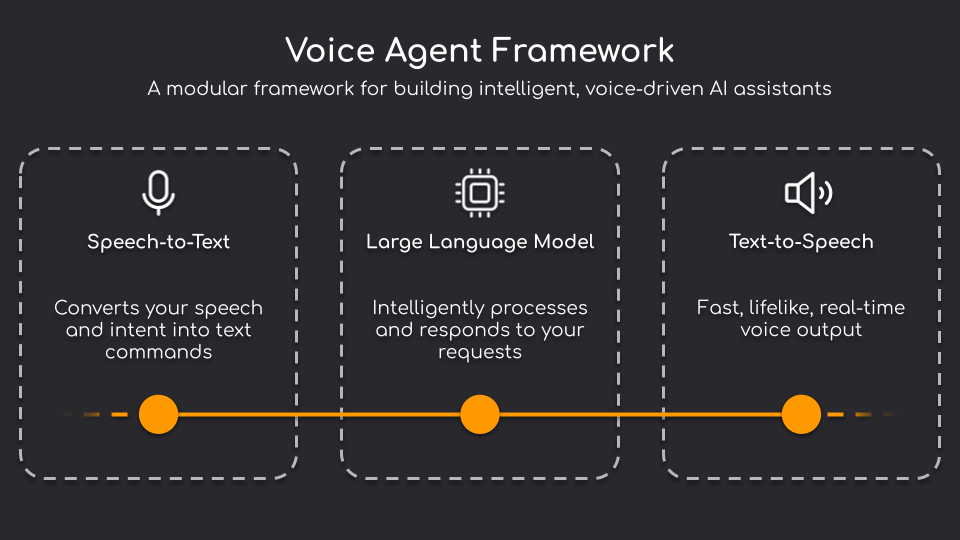 Voice Agent Framework
A modular framework for building intelligent, voice-driven AI assistants
Speech-to-Text
Converts your speech
and intent into text
commands
Large Language Model
Intelligently processes
and responds to your
requests
Text-to-Speech
Fast, lifelike, real-time
voice output